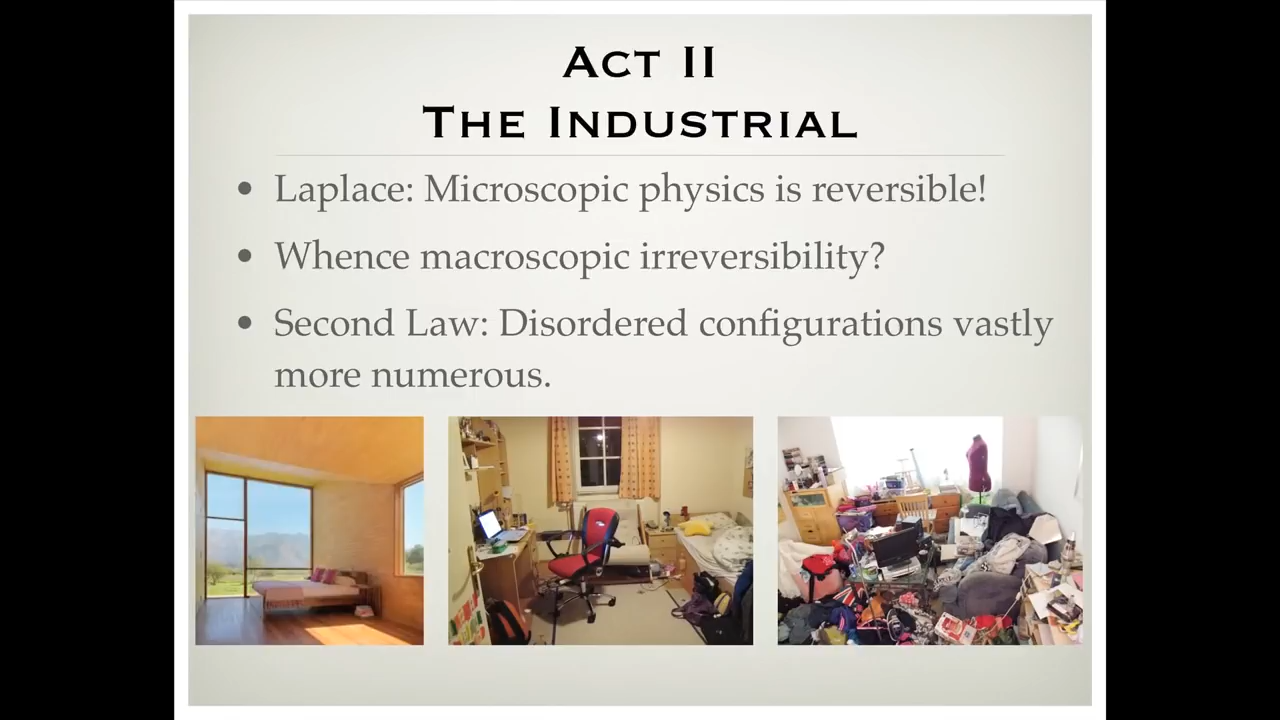 Act II
The Industrial
• Laplace: Microscopic physics is reversible!
• Whence macroscopic irreversibility?
• Second Law: Disordered configurations vastly
more numerous.